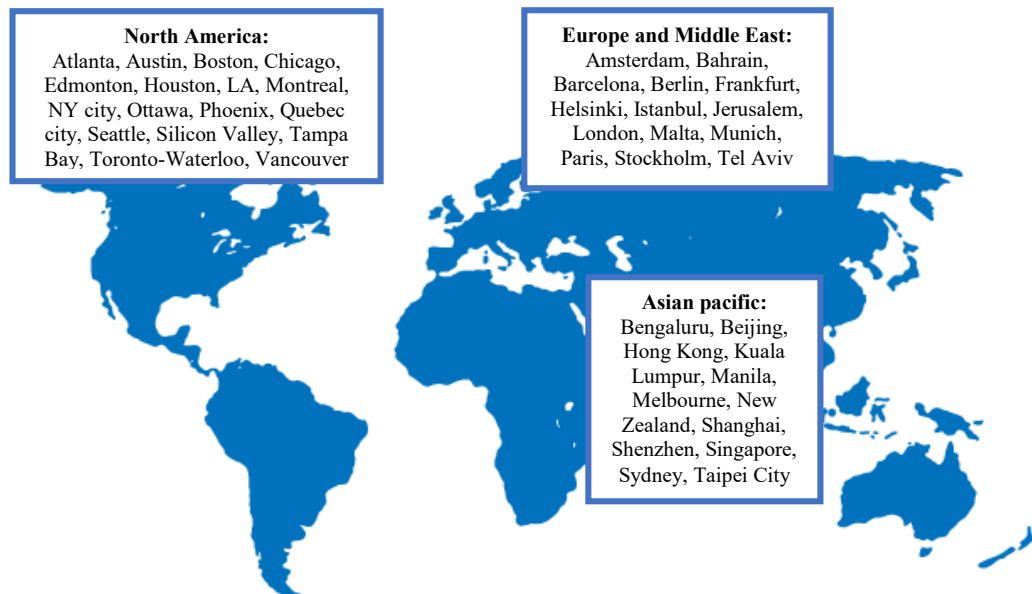 North America:
Atlanta, Austin, Boston, Chicago,
Edmonton, Houston, LA, Montreal,
NY city, Ottawa, Phoenix, Quebec
city, Seattle, Silicon Valley, Tampa
Bay, Toronto-Waterloo, Vancouver
Europe and Middle East:
Amsterdam, Bahrain,
Barcelona, Berlin, Frankfurt,
Helsinki, Istanbul, Jerusalem,
London, Malta, Munich,
Paris, Stockholm, Tel Aviv
Asian pacific:
Bengaluru, Beijing,
Hong Kong, Kuala
Lumpur, Manila,
Melbourne, New
Zealand, Shanghai,
Shenzhen, Singapore,
Sydney, Taipei City